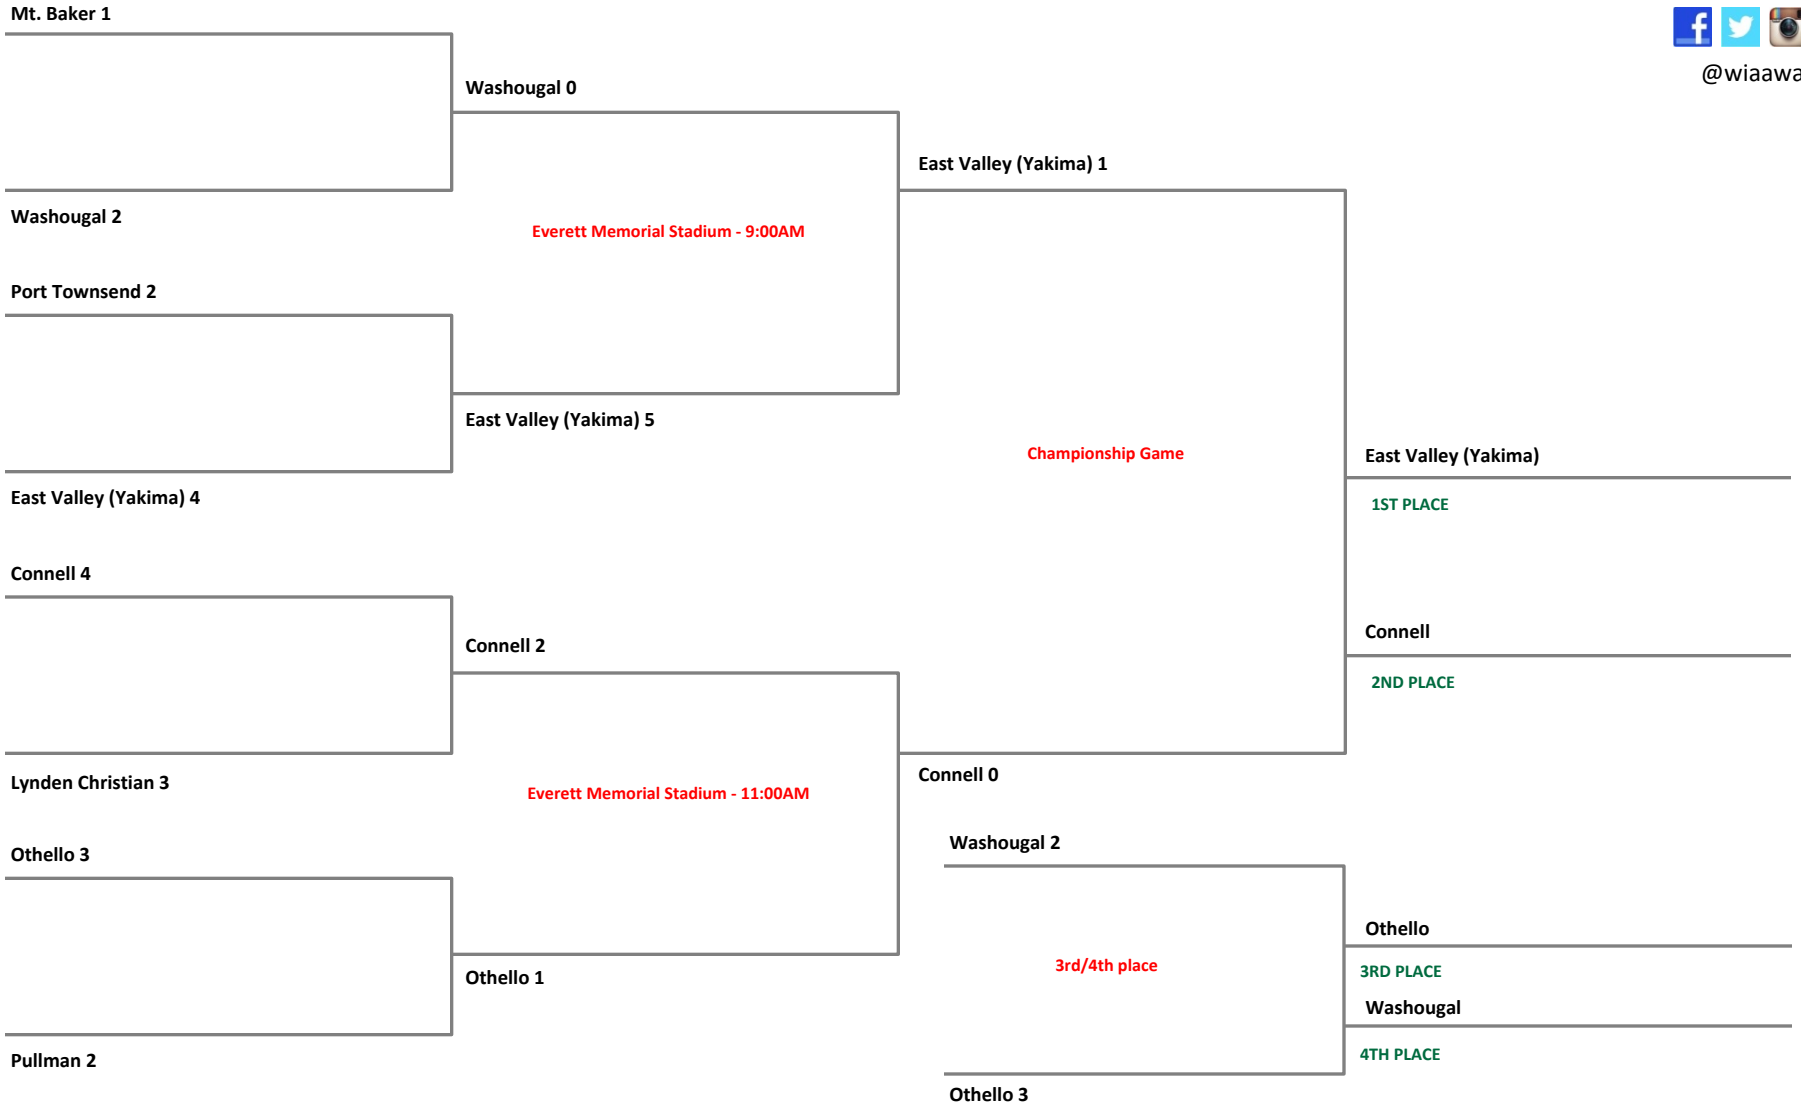 Mt. Baker 1
@wiaawa
Washougal 0
East Valley (Yakima) 1
Washougal 2
Everett Memorial Stadium - 9:00AM
Port Townsend 2
East Valley (Yakima) 5
Championship Game
East Valley (Yakima)
East Valley (Yakima) 4
1ST PLACE
Connell 4
Connell 2
Connell
2ND PLACE
Lynden Christian 3
Everett Memorial Stadium - 11:00AM
Connell 0
Othello 3
Washougal 2
Othello
Othello 1
3rd/4th place
3RD PLACE
Washougal
Pullman 2
4TH PLACE
Othello 3